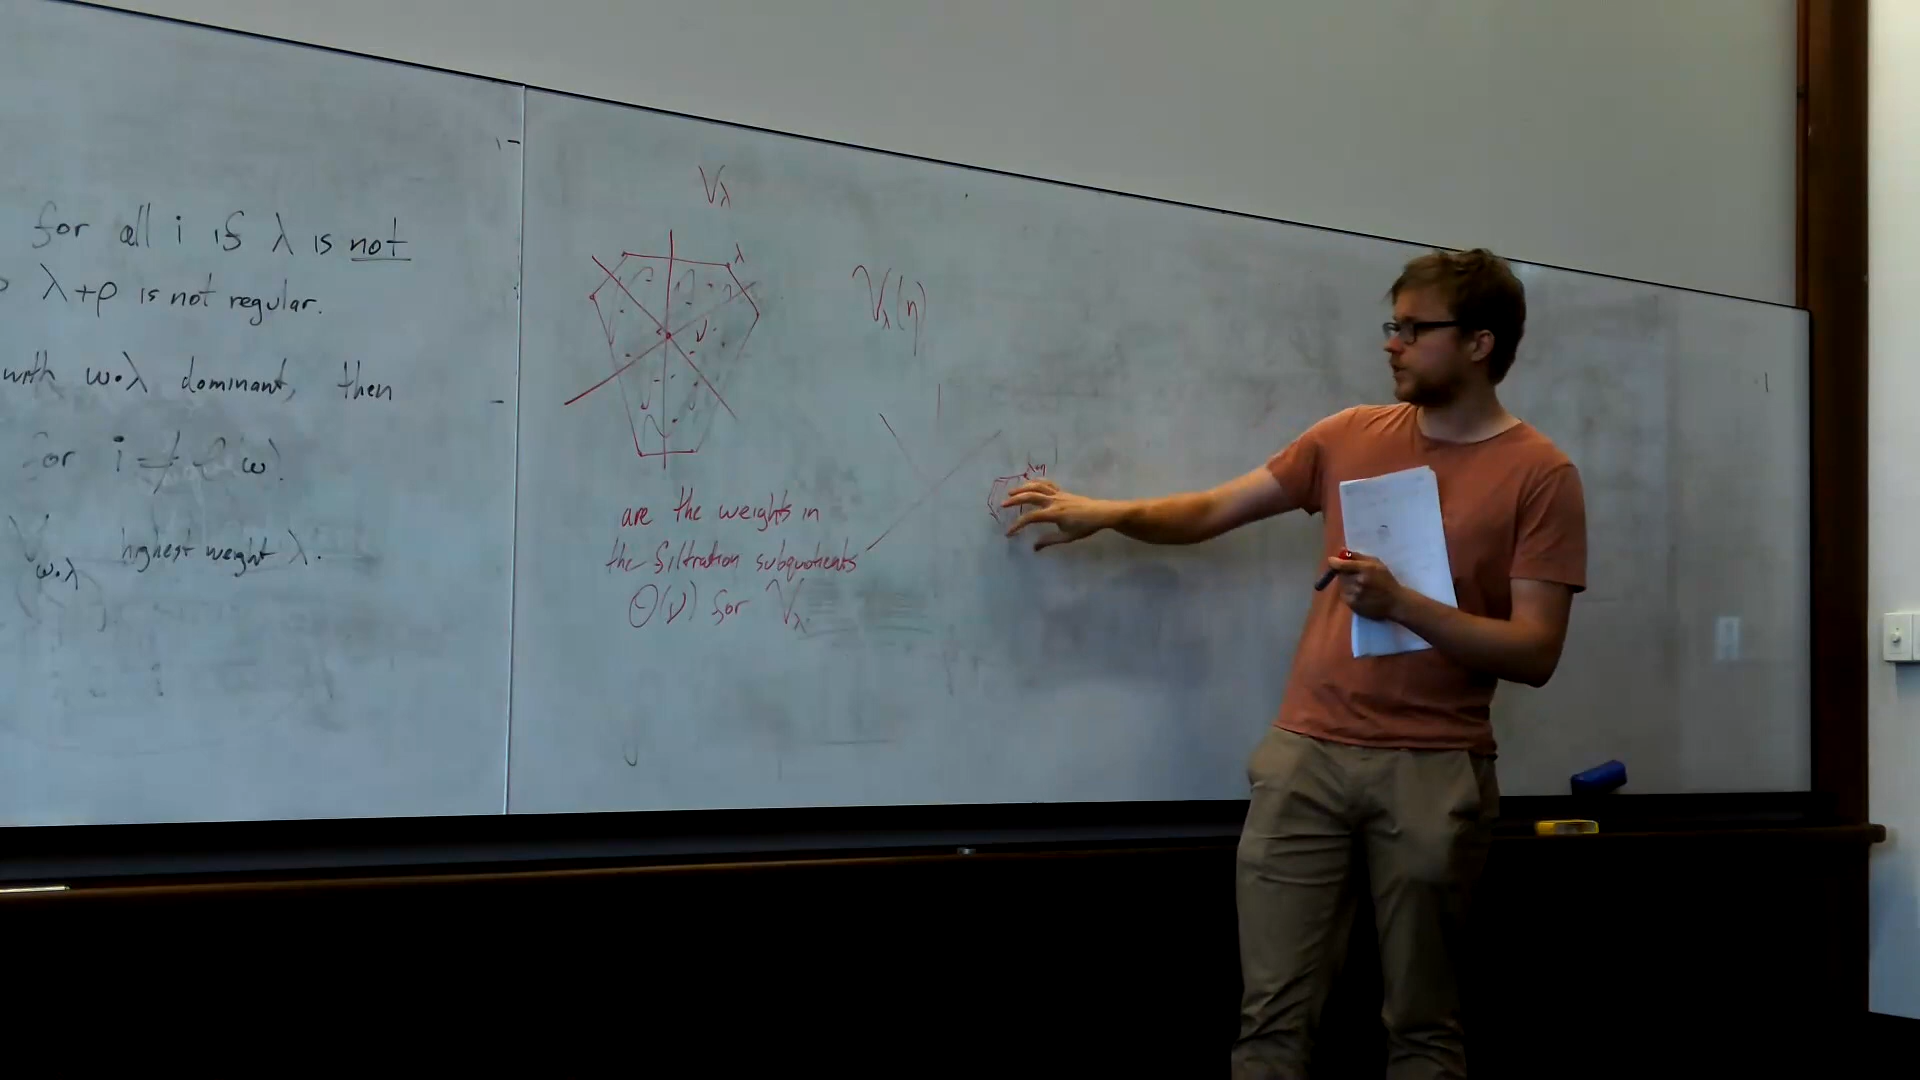 for all i if λ is not
λ+ρ is not regular.
with w•λ dominant, then
for i ≠ ℓ(w).
V_{w•λ} highest weight λ.
V_λ
λ
ν
𝒱_λ(η)
λ+η
are the weights in
the filtration subquotients
𝒪(ν) for 𝒱_λ